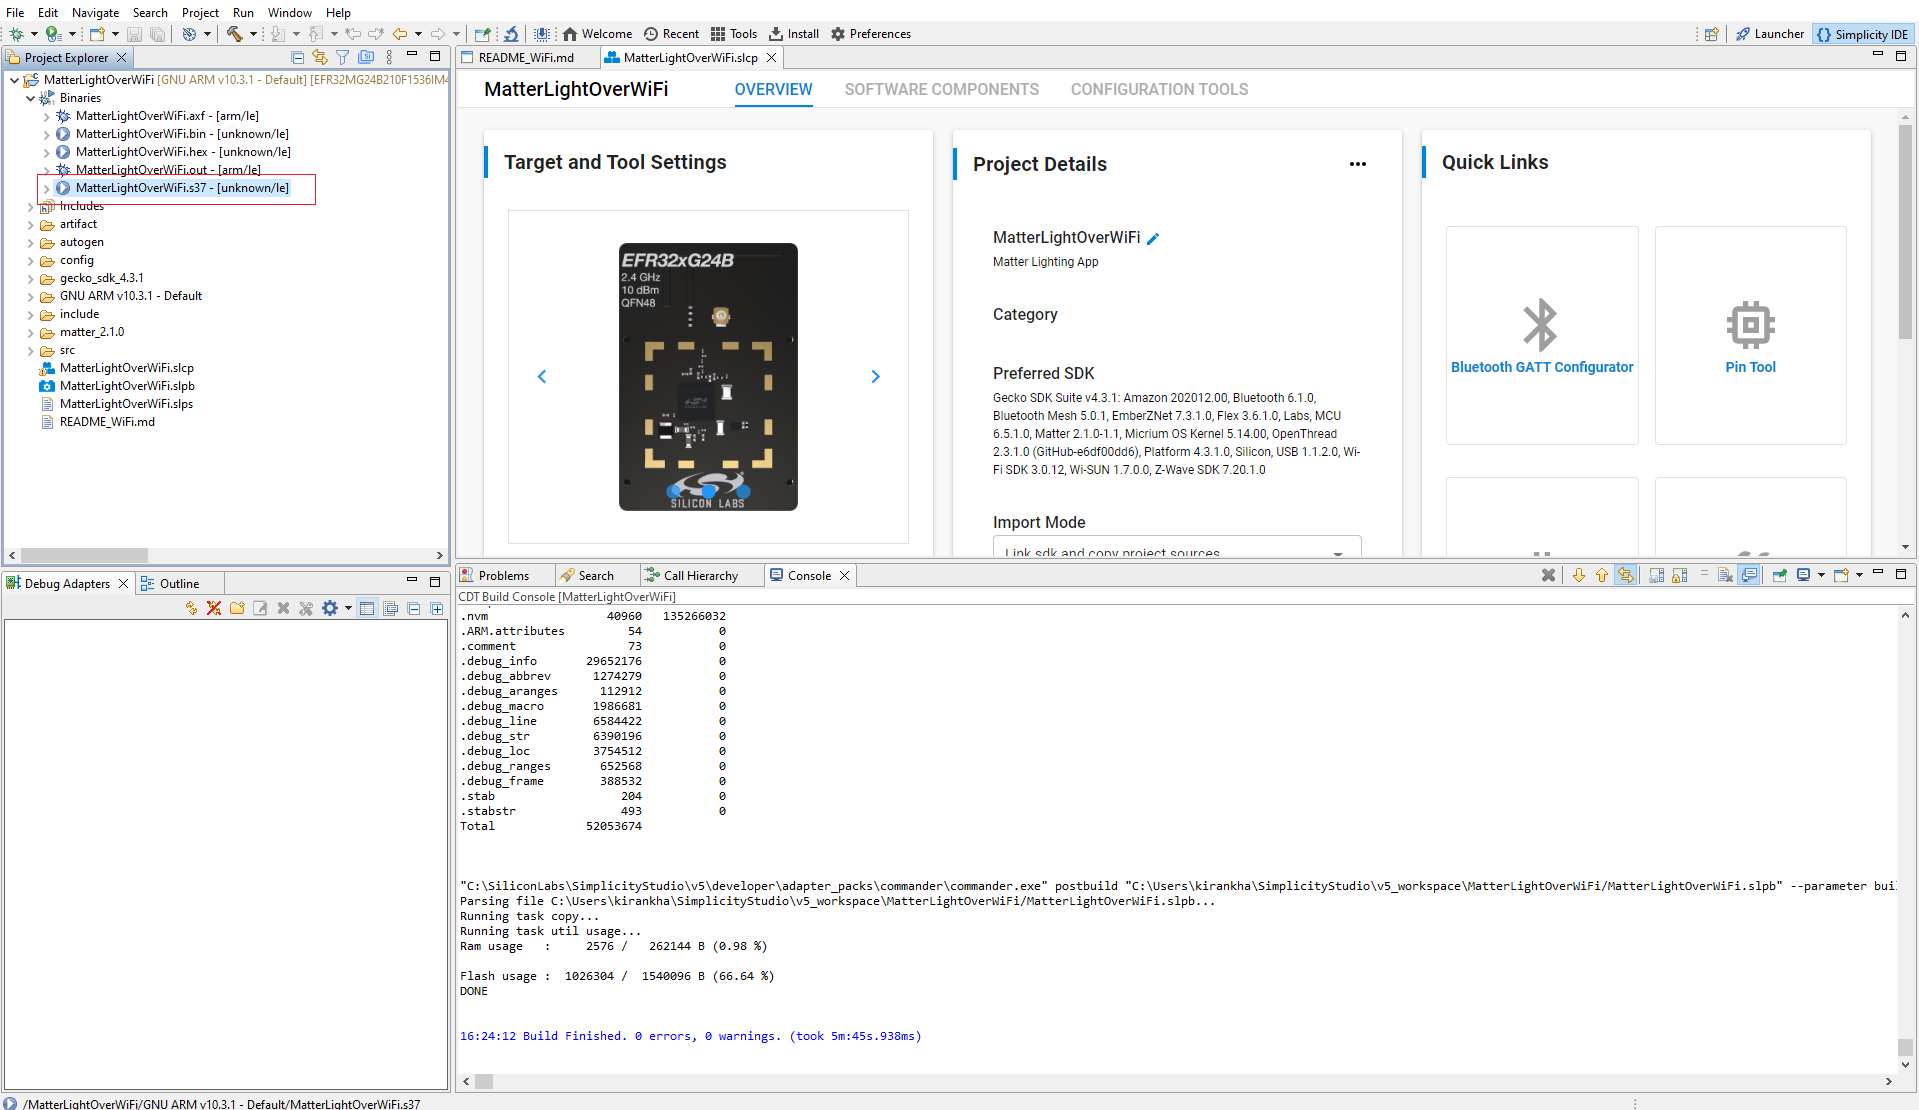 File Edit Navigate Search Project Run Window Help
Welcome Recent Tools Install Preferences Launcher Simplicity IDE
Project Explorer
MatterLightOverWiFi [GNU ARM v10.3.1 - Default] [EFR32MG24B210F1536IM4
Binaries
MatterLightOverWiFi.axf - [arm/le]
MatterLightOverWiFi.bin - [unknown/le]
MatterLightOverWiFi.hex - [unknown/le]
MatterLightOverWiFi.out - [arm/le]
MatterLightOverWiFi.s37 - [unknown/le]
Includes
artifact
autogen
config
gecko_sdk_4.3.1
GNU ARM v10.3.1 - Default
include
matter_2.1.0
src
MatterLightOverWiFi.slcp
MatterLightOverWiFi.slpb
MatterLightOverWiFi.slps
README_WiFi.md
README_WiFi.md MatterLightOverWiFi.slcp
MatterLightOverWiFi OVERVIEW SOFTWARE COMPONENTS CONFIGURATION TOOLS
Target and Tool Settings
EFR32xG24B
2.4 GHz
10 dBm
QFN48
SILICON LABS
Project Details
MatterLightOverWiFi
Matter Lighting App
Category
Preferred SDK
Gecko SDK Suite v4.3.1: Amazon 202012.00, Bluetooth 6.1.0,
Bluetooth Mesh 5.0.1, EmberZNet 7.3.1.0, Flex 3.6.1.0, Labs, MCU
6.5.1.0, Matter 2.1.0-1.1, Micrium OS Kernel 5.14.00, OpenThread
2.3.1.0 (GitHub-e6df00dd6), Platform 4.3.1.0, Silicon, USB 1.1.2.0, Wi-
Fi SDK 3.0.12, Wi-SUN 1.7.0.0, Z-Wave SDK 7.20.1.0
Import Mode
Link sdk and copy project sources
Quick Links
Bluetooth GATT Configurator
Pin Tool
Debug Adapters Outline
Problems Search Call Hierarchy Console
CDT Build Console [MatterLightOverWiFi]
.nvm 40960 135266032
.ARM.attributes 54 0
.comment 73 0
.debug_info 29652176 0
.debug_abbrev 1274279 0
.debug_aranges 112912 0
.debug_macro 1986681 0
.debug_line 6584422 0
.debug_str 6390196 0
.debug_loc 3754512 0
.debug_ranges 652568 0
.debug_frame 388532 0
.stab 204 0
.stabstr 493 0
Total 52053674
"C:\SiliconLabs\SimplicityStudio\v5\developer\adapter_packs\commander\commander.exe" postbuild "C:\Users\kirankha\SimplicityStudio\v5_workspace\MatterLightOverWiFi/MatterLightOverWiFi.slpb" --parameter bui
Parsing file C:\Users\kirankha\SimplicityStudio\v5_workspace\MatterLightOverWiFi/MatterLightOverWiFi.slpb...
Running task copy...
Running task util usage...
Ram usage : 2576 / 262144 B (0.98 %)
Flash usage : 1026304 / 1540096 B (66.64 %)
DONE
16:24:12 Build Finished. 0 errors, 0 warnings. (took 5m:45s.938ms)
/MatterLightOverWiFi/GNU ARM v10.3.1 - Default/MatterLightOverWiFi.s37